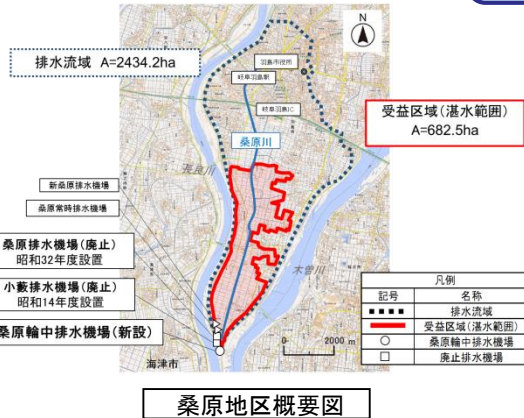 N
排水流域 A=2434.2ha
羽島市役所
岐阜羽島駅
岐阜羽島IC
受益区域(湛水範囲)
A=682.5ha
桑原川
長良川
新桑原排水機場
桑原常時排水機場
桑原排水機場(廃止)
昭和32年度設置
木曽川
小藪排水機場(廃止)
昭和14年度設置
桑原輪中排水機場(新設)
海津市
0 2000 m
凡例
記号 名称
排水流域
受益区域(湛水範囲)
桑原輪中排水機場
廃止排水機場
桑原地区概要図